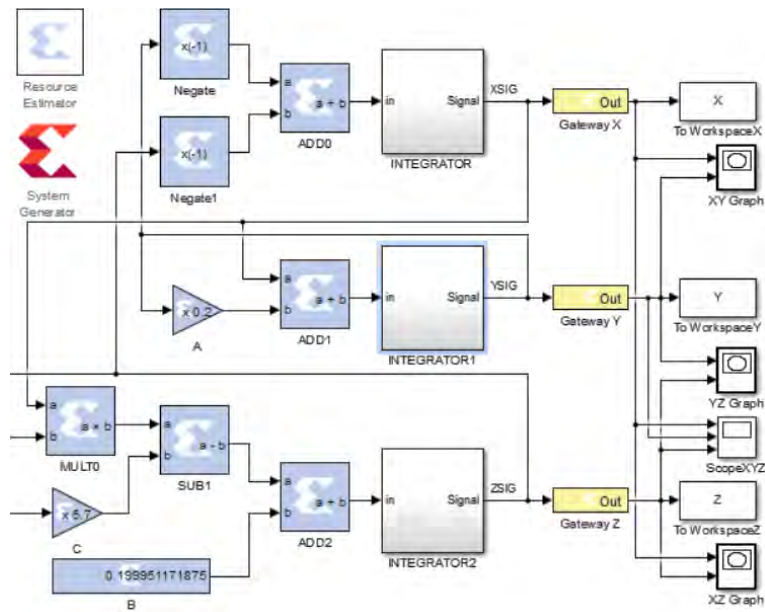 Resource
Estimator
System
Generator
x(-1)
Negate
x(-1)
Negate1
a
b
a + b
ADD0
in
Signal
INTEGRATOR
XSIG
Out
Gateway X
X
To WorkspaceX
XY Graph
x 0.2
A
a
b
a + b
ADD1
in
Signal
INTEGRATOR1
YSIG
Out
Gateway Y
Y
To WorkspaceY
YZ Graph
a
b
a × b
MULT0
a
b
a - b
SUB1
x 5.7
C
0.199951171875
B
a
b
a + b
ADD2
in
Signal
INTEGRATOR2
ZSIG
Out
Gateway Z
ScopeXYZ
Z
To WorkspaceZ
XZ Graph